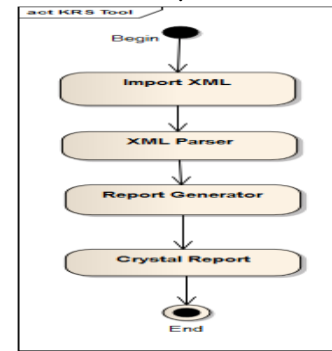 act KRS Tool
Begin
Import XML
XML Parser
Report Generator
Crystal Report
End